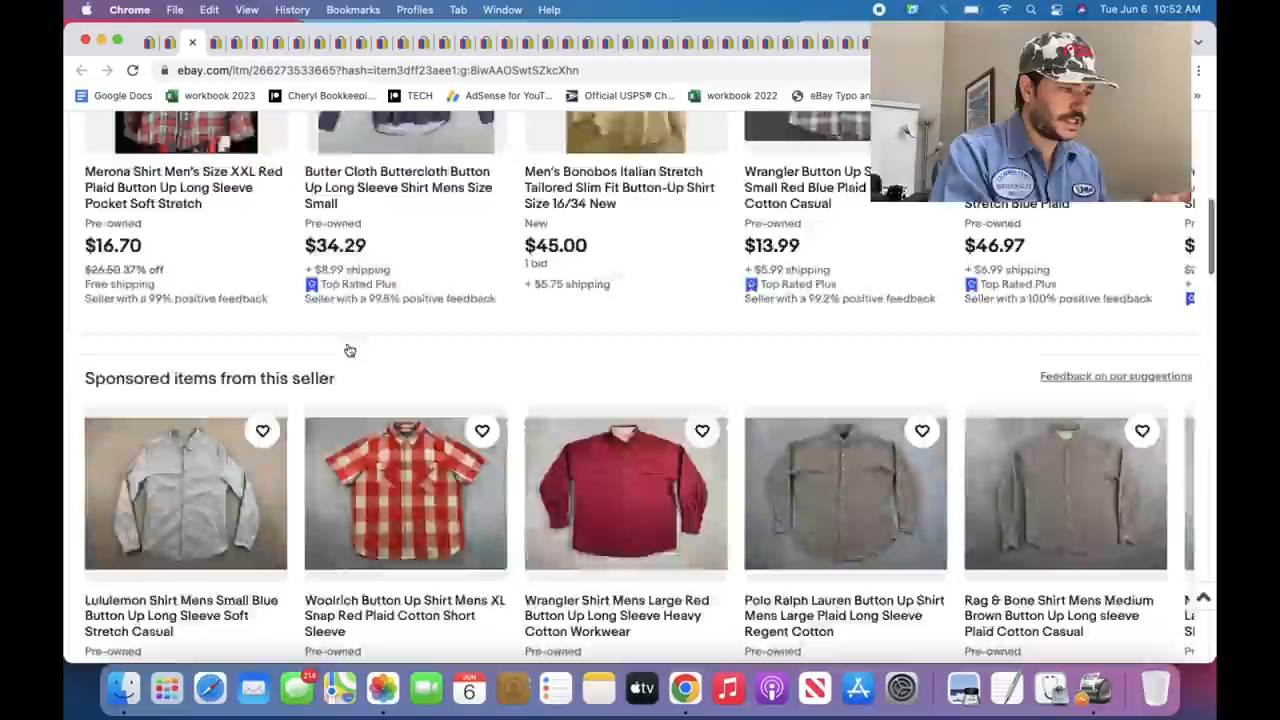 Chrome File Edit View History Bookmarks Profiles Tab Window Help Tue Jun 6 10:52 AM
ebay.com/itm/266273533665?hash=item3dff23aee1:g:8iwAAOSwtSZkcXhn
Google Docs workbook 2023 Cheryl Bookkeepi... TECH AdSense for YouT... Official USPS® Ch... workbook 2022 eBay Typo an
Merona Shirt Men's Size XXL Red
Plaid Button Up Long Sleeve
Pocket Soft Stretch
Pre-owned
$16.70
$26.50 37% off
Free shipping
Seller with a 99% positive feedback
Butter Cloth Buttercloth Button
Up Long Sleeve Shirt Mens Size
Small
Pre-owned
$34.29
+ $8.99 shipping
Top Rated Plus
Seller with a 99.8% positive feedback
Men's Bonobos Italian Stretch
Tailored Slim Fit Button-Up Shirt
Size 16/34 New
New
$45.00
1 bid
+ $5.75 shipping
Wrangler Button Up S
Small Red Blue Plaid
Cotton Casual
Pre-owned
$13.99
+ $5.99 shipping
Top Rated Plus
Seller with a 99.2% positive feedback
Stretch Blue Plaid
Pre-owned
$46.97
+ $6.99 shipping
Top Rated Plus
Seller with a 100% positive feedback
Sponsored items from this seller
Feedback on our suggestions
Lululemon Shirt Mens Small Blue
Button Up Long Sleeve Soft
Stretch Casual
Pre-owned
Woolrich Button Up Shirt Mens XL
Snap Red Plaid Cotton Short
Sleeve
Pre-owned
Wrangler Shirt Mens Large Red
Button Up Long Sleeve Heavy
Cotton Workwear
Pre-owned
Polo Ralph Lauren Button Up Shirt
Mens Large Plaid Long Sleeve
Regent Cotton
Pre-owned
Rag & Bone Shirt Mens Medium
Brown Button Up Long sleeve
Plaid Cotton Casual
Pre-owned
214
JUN
6
tv